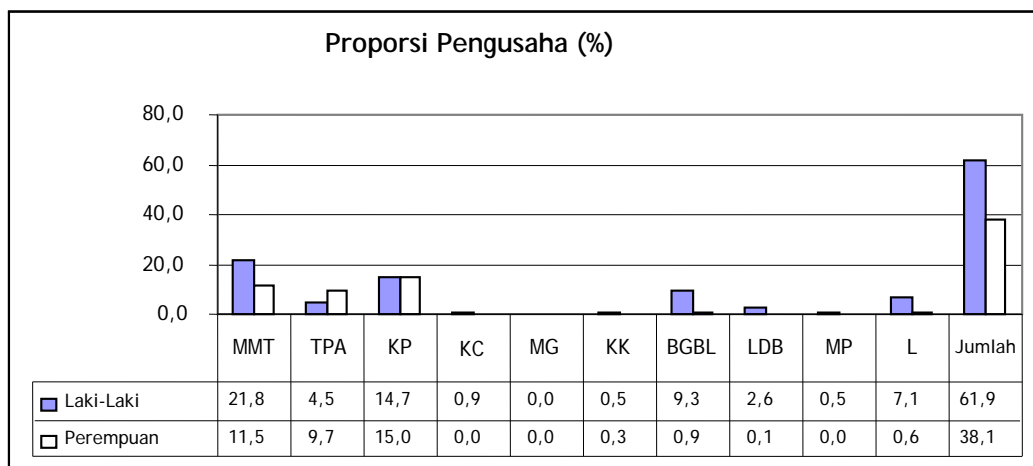 Proporsi Pengusaha (%)
80,0
60,0
40,0
20,0
0,0
MMT TPA KP KC MG KK BGBL LDB MP L Jumlah
Laki-Laki 21,8 4,5 14,7 0,9 0,0 0,5 9,3 2,6 0,5 7,1 61,9
Perempuan 11,5 9,7 15,0 0,0 0,0 0,3 0,9 0,1 0,0 0,6 38,1